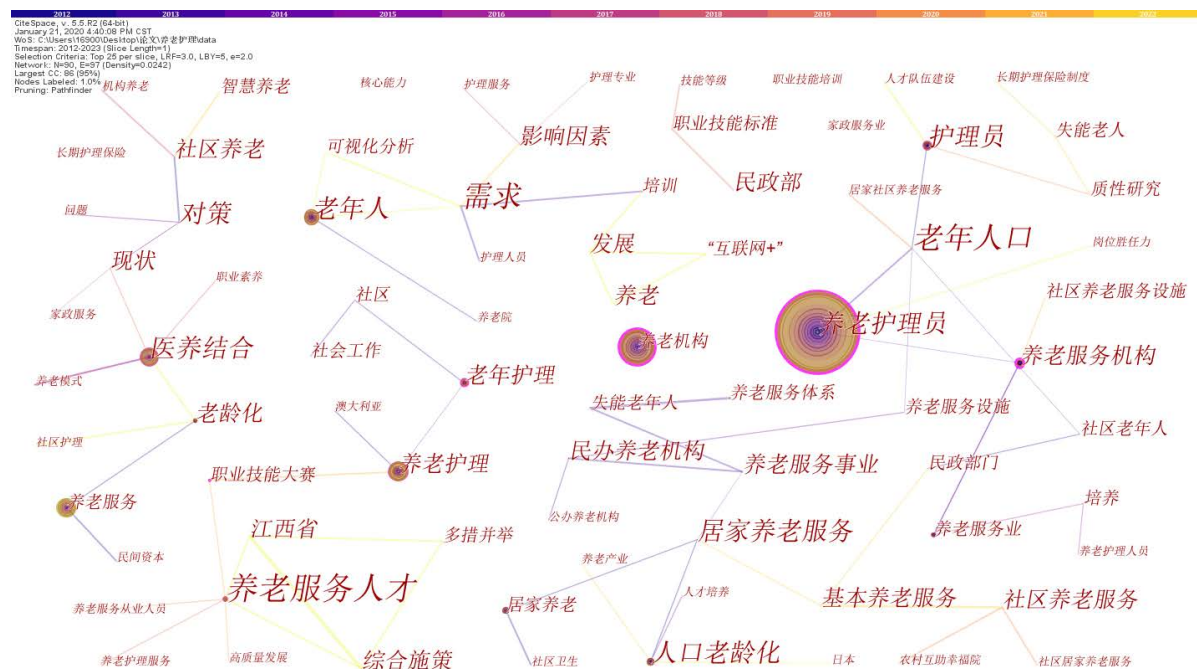 2012 2013 2014 2015 2016 2017 2018 2019 2020 2021 2022
CiteSpace, v. 5.5.R2 (64-bit)
January 21, 2020 4:40:08 PM CST
WoS: C:\Users\16900\Desktop\论文\养老护理\data
Timespan: 2012-2023 (Slice Length=1)
Selection Criteria: Top 25 per slice, LRF=3.0, LBY=5, e=2.0
Network: N=90, E=97 (Density=0.0242)
Largest CC: 86 (95%)
Nodes Labeled: 1.0%
Pruning: Pathfinder
机构养老 智慧养老 核心能力 护理服务 护理专业 技能等级 职业技能培训 人才队伍建设 长期护理保险制度
长期护理保险 社区养老 可视化分析 影响因素 职业技能标准 家政服务业 护理员 失能老人
问题 对策 老年人 需求 培训 民政部 居家社区养老服务 质性研究
现状 护理人员 发展 “互联网+” 老年人口 岗位胜任力
家政服务 职业素养 社区 养老院 养老 社区养老服务设施
医养结合 社会工作 养老机构 养老护理员 养老服务机构
养老模式 老龄化 澳大利亚 老年护理 失能老年人 养老服务体系 养老服务设施
社区护理 职业技能大赛 养老护理 民办养老机构 养老服务事业 民政部门 社区老年人
养老服务 江西省 多措并举 公办养老机构 居家养老服务 养老服务业 培养
民间资本 养老产业 养老护理人员
养老服务从业人员 养老服务人才 居家养老 人才培养 基本养老服务 社区养老服务
养老护理服务 高质量发展 综合施策 社区卫生 人口老龄化 日本 农村互助幸福院 社区居家养老服务